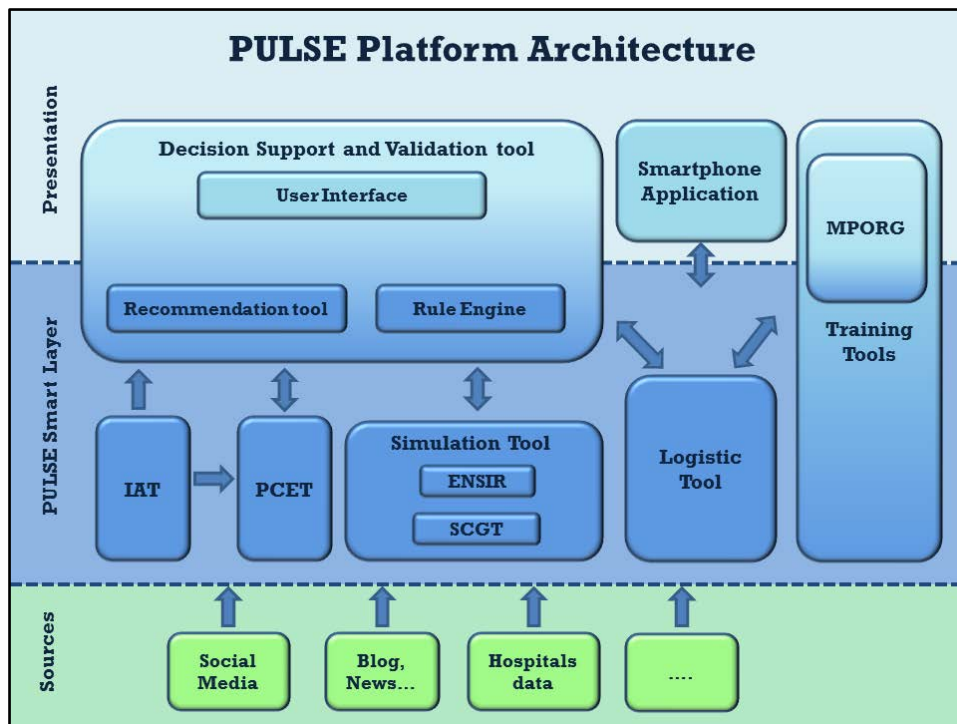 PULSE Platform Architecture
Presentation
Decision Support and Validation tool
User Interface
Recommendation tool
Rule Engine
Smartphone
Application
MPORG
Training
Tools
PULSE Smart Layer
IAT
PCET
Simulation Tool
ENSIR
SCGT
Logistic
Tool
Sources
Social
Media
Blog,
News...
Hospitals
data
....